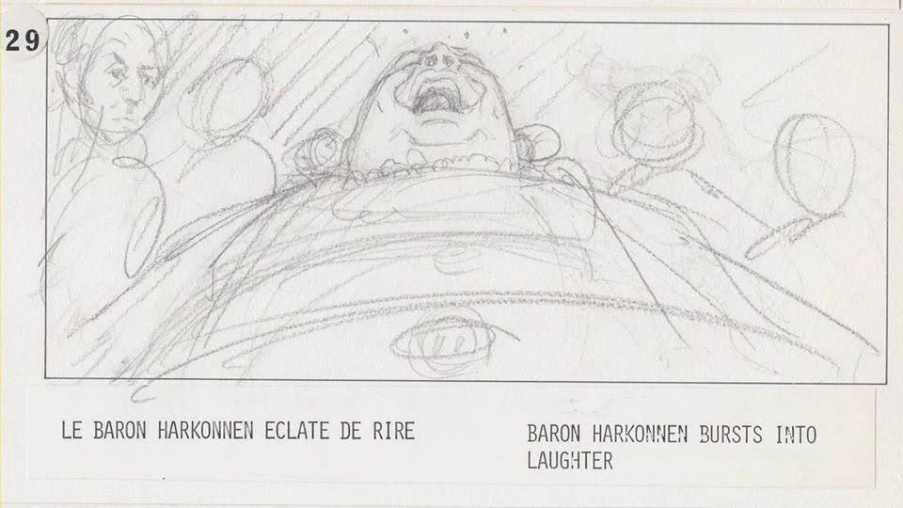 29
LE BARON HARKONNEN ECLATE DE RIRE
BARON HARKONNEN BURSTS INTO
LAUGHTER